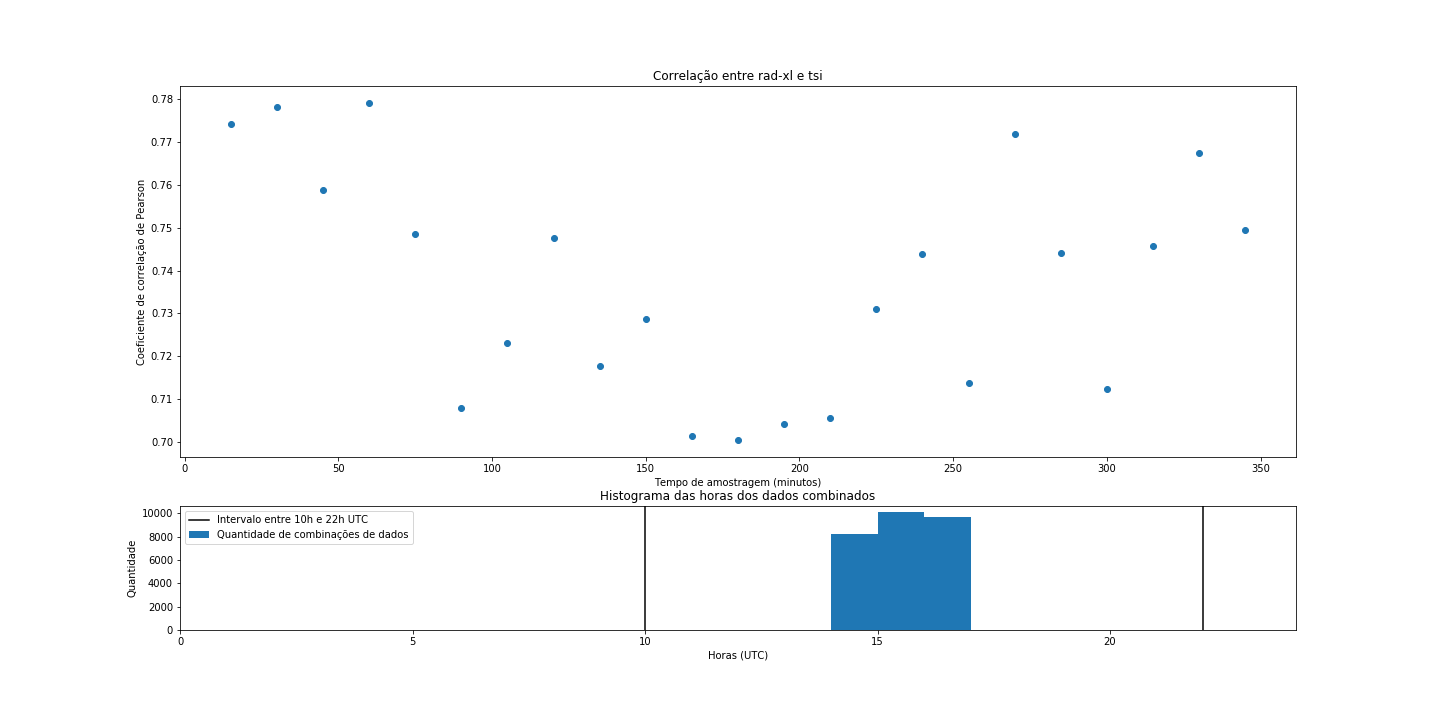 Correlação entre rad-xl e tsi
Coeficiente de correlação de Pearson
0.78
0.77
0.76
0.75
0.74
0.73
0.72
0.71
0.70
0 50 100 150 200 250 300 350
Tempo de amostragem (minutos)
Histograma das horas dos dados combinados
Intervalo entre 10h e 22h UTC
Quantidade de combinações de dados
Quantidade
10000
8000
6000
4000
2000
0
0 5 10 15 20
Horas (UTC)